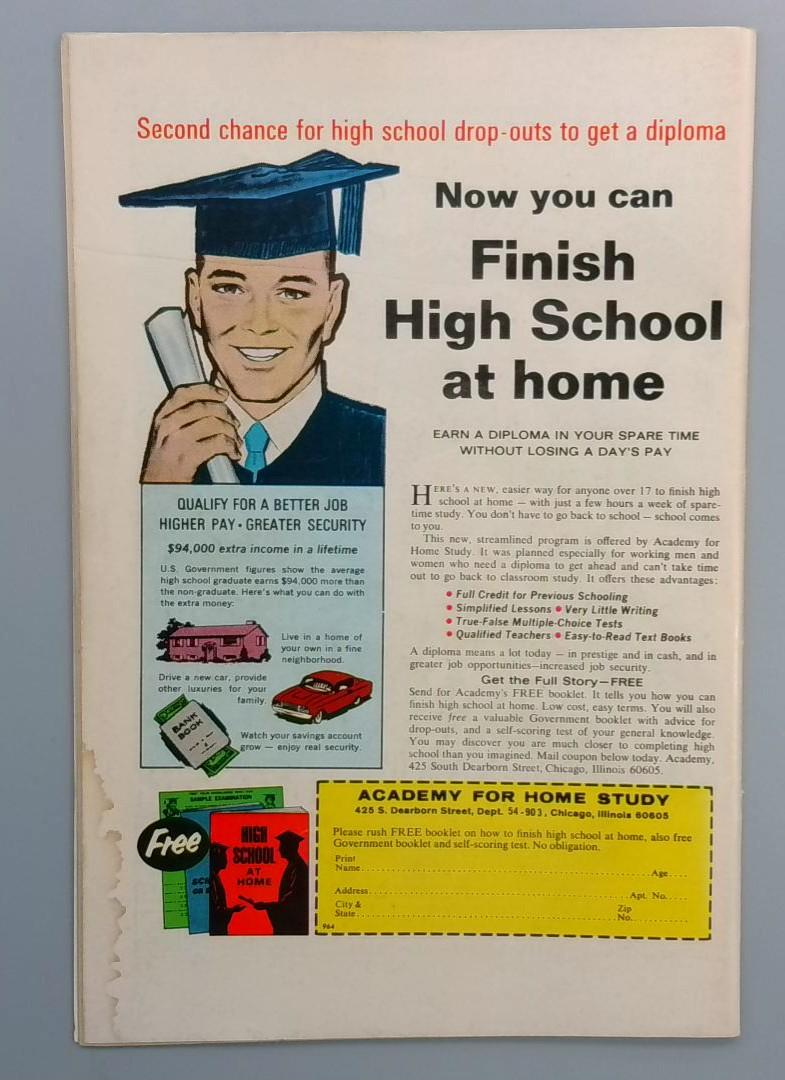 Second chance for high school drop-outs to get a diploma
Now you can
Finish
High School
at home
EARN A DIPLOMA IN YOUR SPARE TIME
WITHOUT LOSING A DAY'S PAY
QUALIFY FOR A BETTER JOB
HIGHER PAY • GREATER SECURITY
$94,000 extra income in a lifetime
U.S. Government figures show the average
high school graduate earns $94,000 more than
the non-graduate. Here's what you can do with
the extra money:
Live in a home of
your own in a fine
neighborhood.
Drive a new car, provide
other luxuries for your
family.
BANK
BOOK
Watch your savings account
grow — enjoy real security.
HERE'S A NEW, easier way for anyone over 17 to finish high
school at home — with just a few hours a week of spare-
time study. You don't have to go back to school — school comes
to you.
This new, streamlined program is offered by Academy for
Home Study. It was planned especially for working men and
women who need a diploma to get ahead and can't take time
out to go back to classroom study. It offers these advantages:
• Full Credit for Previous Schooling
• Simplified Lessons • Very Little Writing
• True-False Multiple-Choice Tests
• Qualified Teachers • Easy-to-Read Text Books
A diploma means a lot today — in prestige and in cash, and in
greater job opportunities—increased job security.
Get the Full Story—FREE
Send for Academy's FREE booklet. It tells you how you can
finish high school at home. Low cost, easy terms. You will also
receive free a valuable Government booklet with advice for
drop-outs, and a self-scoring test of your general knowledge.
You may discover you are much closer to completing high
school than you imagined. Mail coupon below today. Academy,
425 South Dearborn Street, Chicago, Illinois 60605.
Free
SAMPLE EXAMINATION
HIGH
SCHOOL
AT
HOME
ACADEMY FOR HOME STUDY
425 S. Dearborn Street, Dept. 54-903, Chicago, Illinois 60605
Please rush FREE booklet on how to finish high school at home, also free
Government booklet and self-scoring test. No obligation.
Print
Name Age
Address Apt. No.
City & Zip
State No.
964